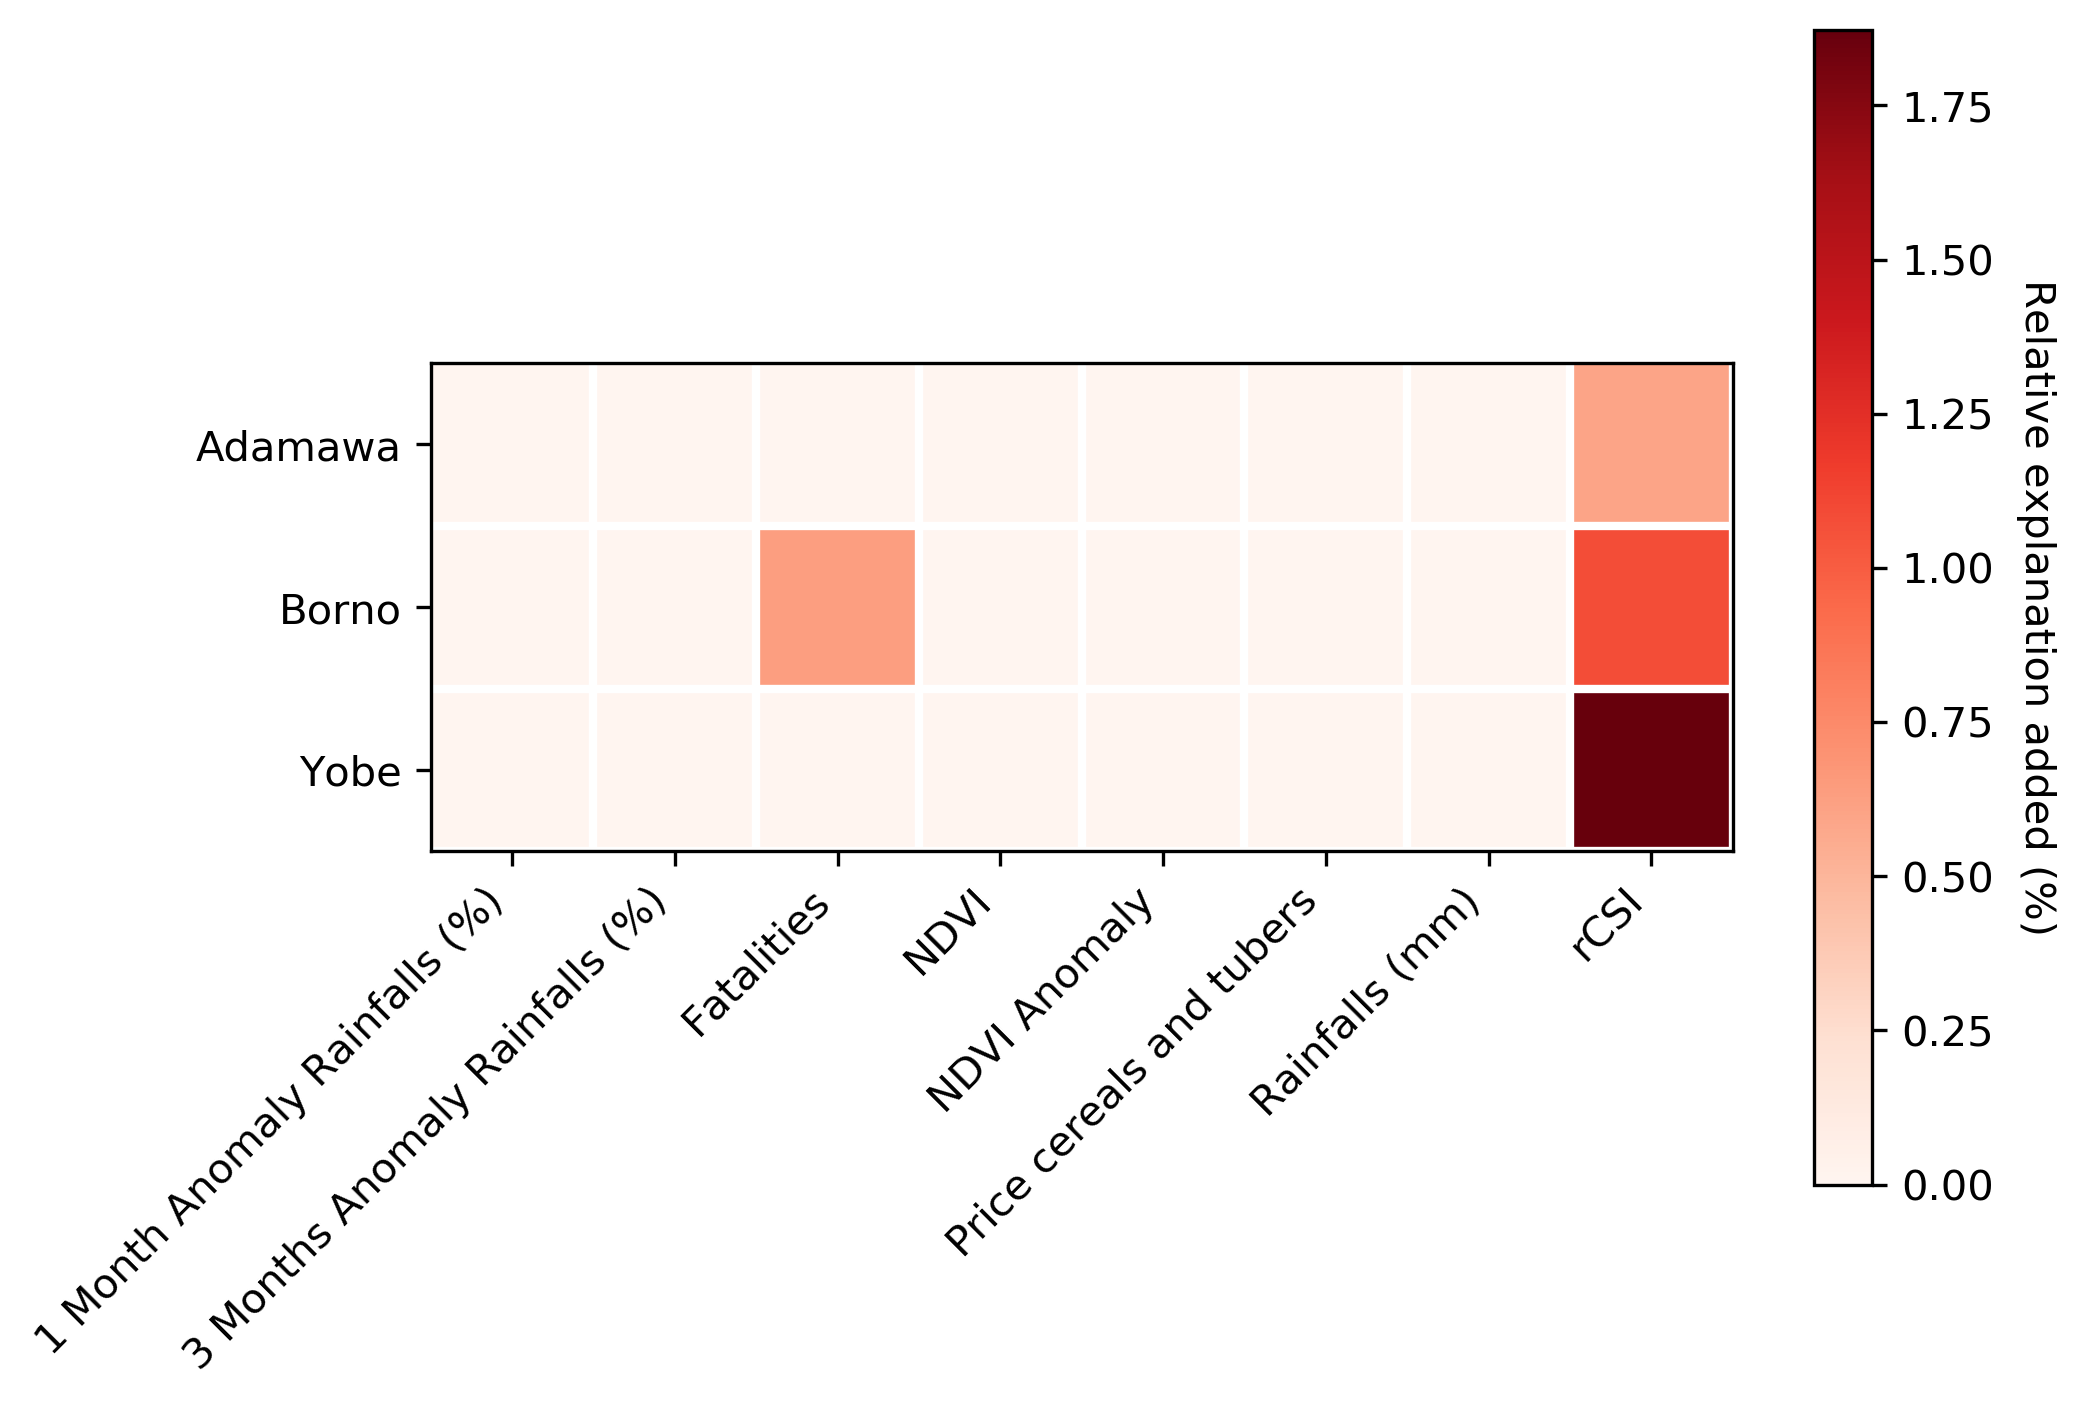 Adamawa
Borno
Yobe
1 Month Anomaly Rainfalls (%)
3 Months Anomaly Rainfalls (%)
Fatalities
NDVI
NDVI Anomaly
Price cereals and tubers
Rainfalls (mm)
rCSI
1.75
1.50
1.25
1.00
0.75
0.50
0.25
0.00
Relative explanation added (%)